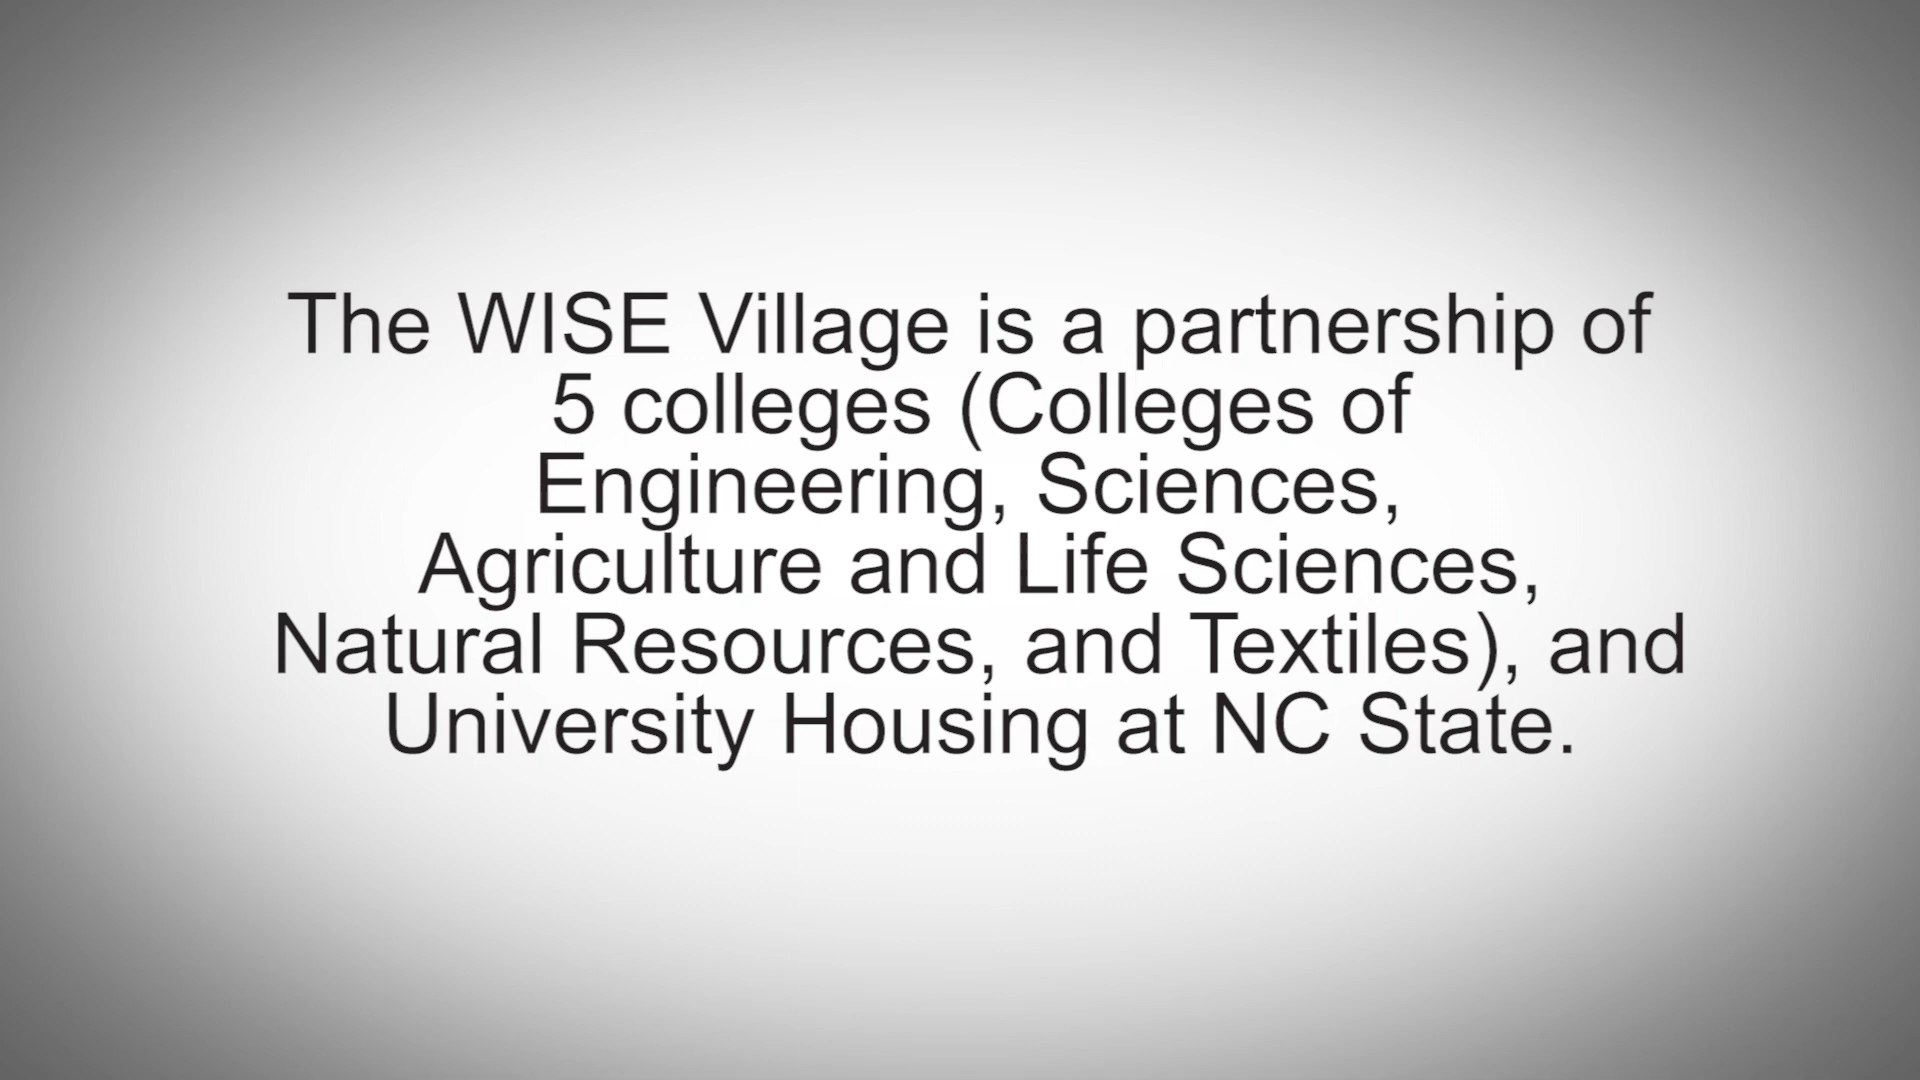 The WISE Village is a partnership of
5 colleges (Colleges of
Engineering, Sciences,
Agriculture and Life Sciences,
Natural Resources, and Textiles), and
University Housing at NC State.